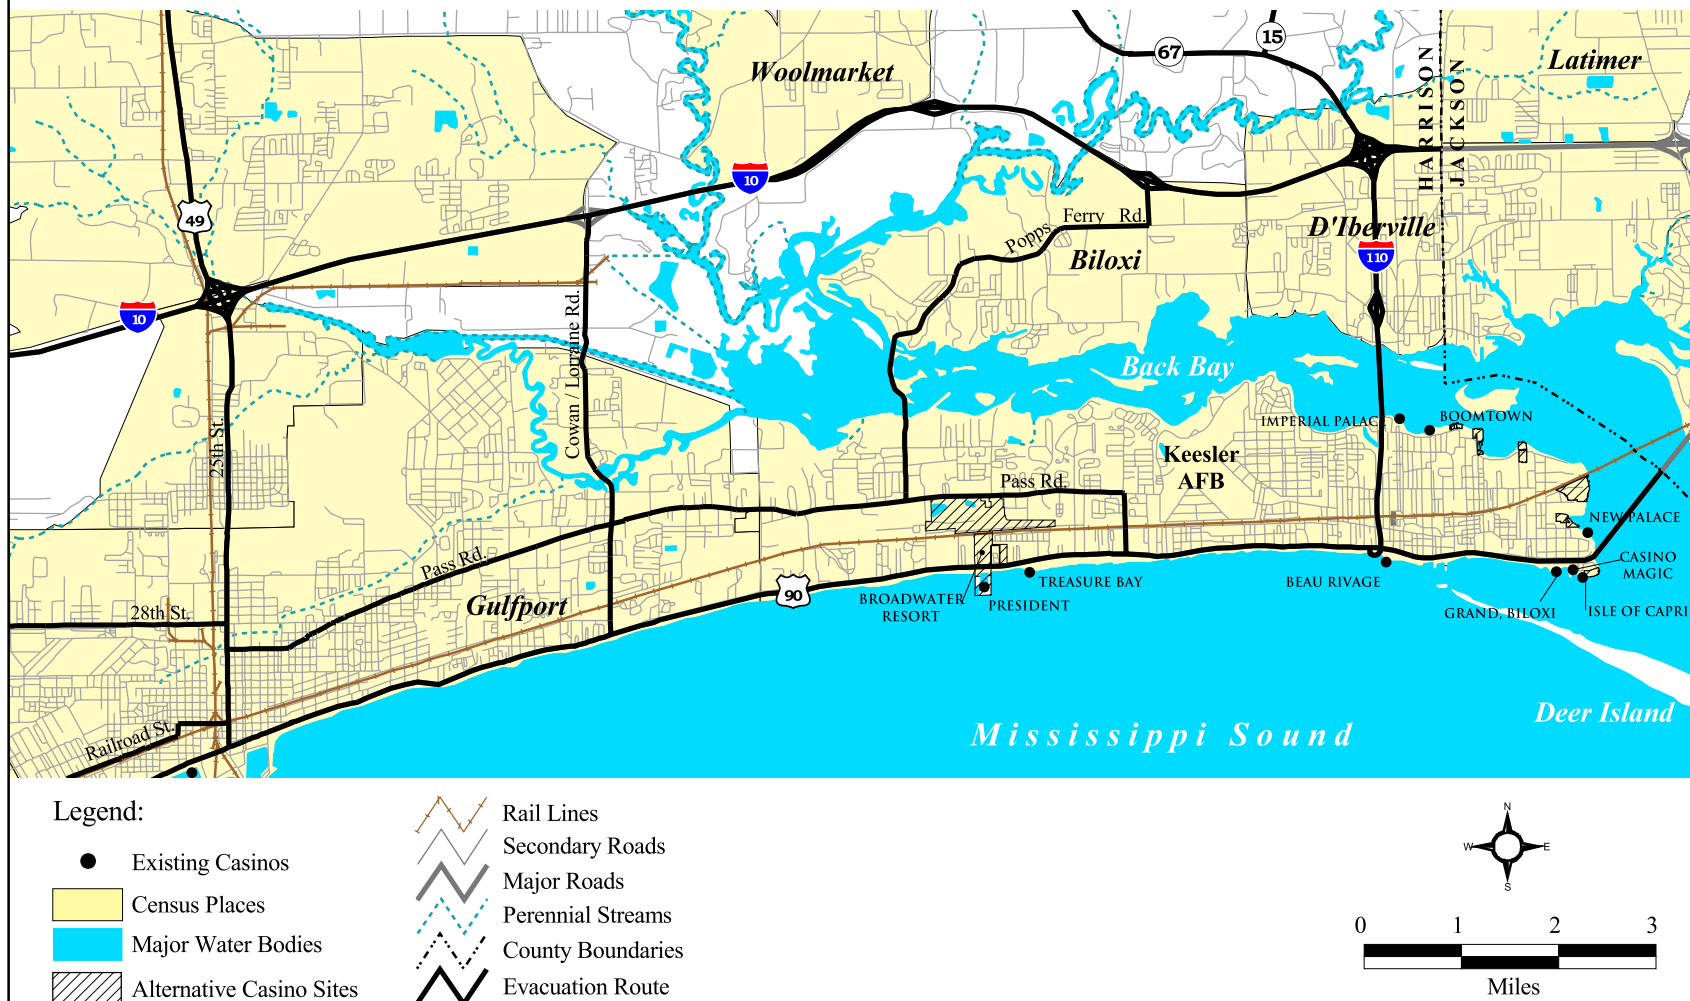 Woolmarket
67
15
Latimer
HARRISON
JACKSON
49
10
Ferry Rd.
Popps
Biloxi
D'Iberville
110
10
Cowan / Lorraine Rd.
Back Bay
IMPERIAL PALACE
BOOMTOWN
25th St.
Keesler
AFB
Pass Rd.
NEW PALACE
Pass Rd.
CASINO
MAGIC
TREASURE BAY
BEAU RIVAGE
BROADWATER
RESORT
PRESIDENT
90
Gulfport
28th St.
GRAND, BILOXI
ISLE OF CAPRI
Deer Island
Mississippi Sound
Railroad St.
Legend:
Existing Casinos
Census Places
Major Water Bodies
Alternative Casino Sites
Rail Lines
Secondary Roads
Major Roads
Perennial Streams
County Boundaries
Evacuation Route
N
W E
S
0 1 2 3
Miles